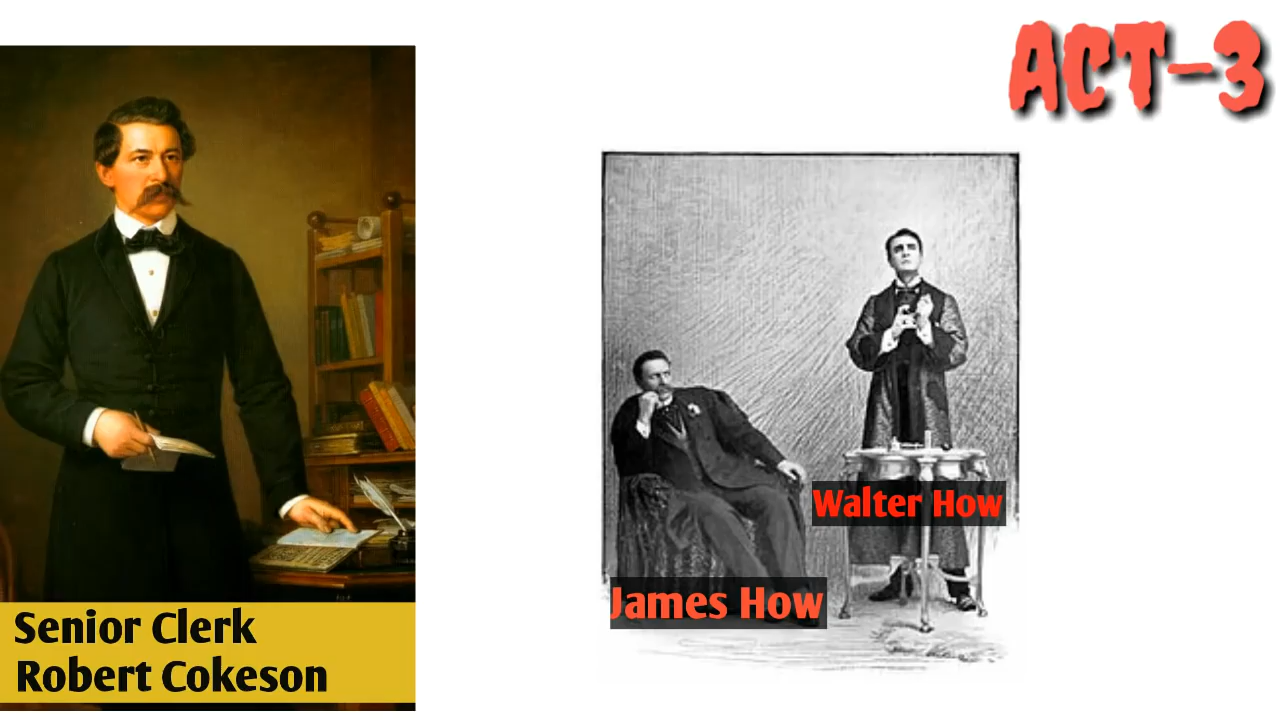 ACT-3
Walter How
James How
Senior Clerk
Robert Cokeson